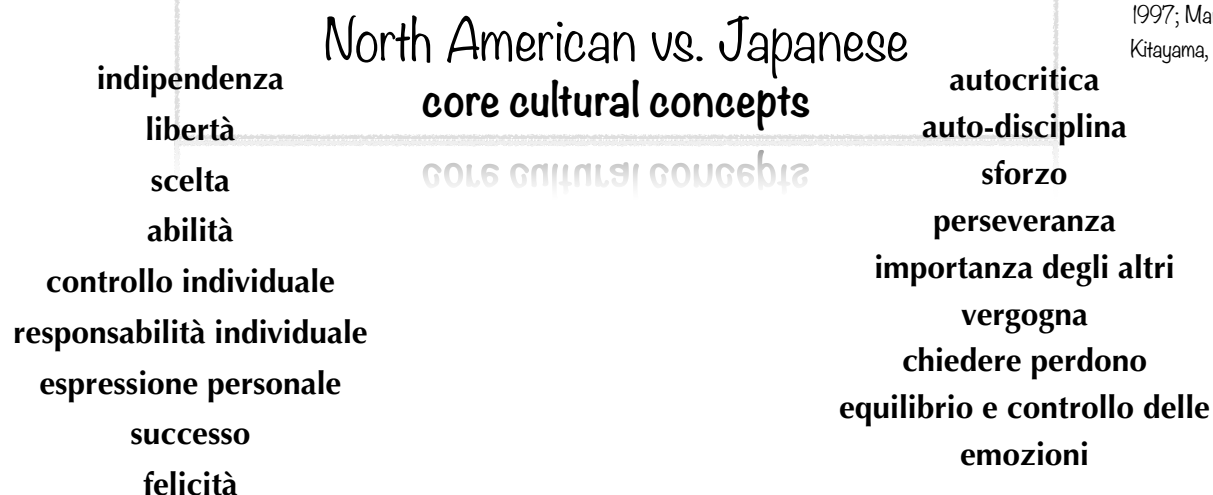 1997; Ma
Kitayama,
North American vs. Japanese
core cultural concepts
indipendenza
libertà
scelta
abilità
controllo individuale
responsabilità individuale
espressione personale
successo
felicità
autocritica
auto-disciplina
sforzo
perseveranza
importanza degli altri
vergogna
chiedere perdono
equilibrio e controllo delle
emozioni